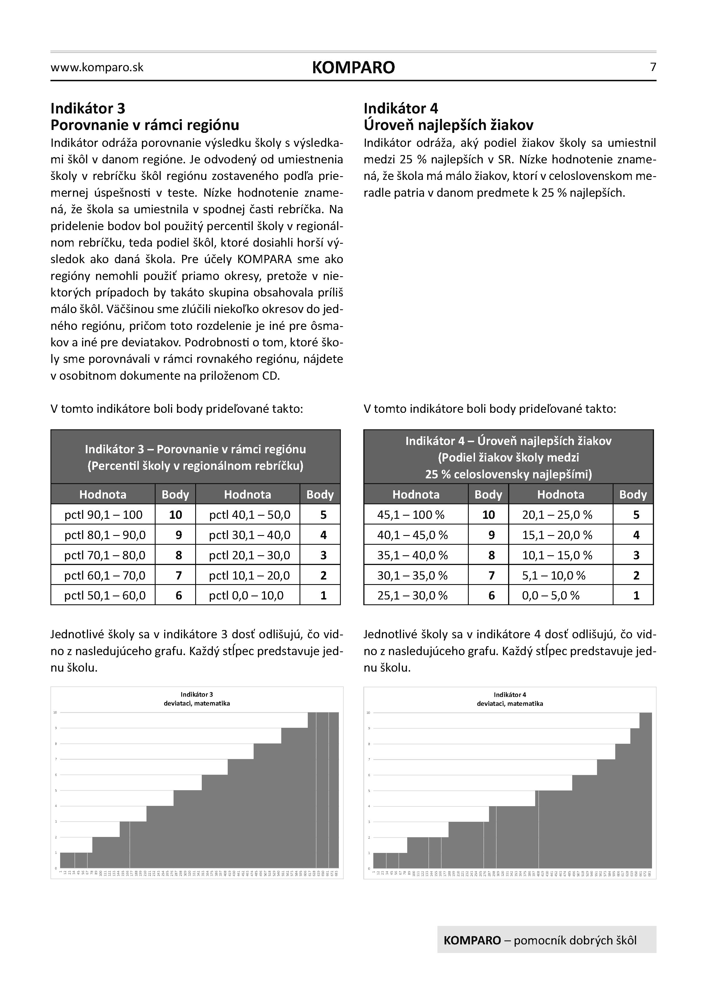 www.komparo.sk
KOMPARO
7
Indikátor 3
Porovnanie v rámci regiónu
Indikátor odráža porovnanie výsledku školy s výsledka-
mi škôl v danom regióne. Je odvodený od umiestnenia
školy v rebríčku škôl regiónu zostaveného podľa prie-
mernej úspešnosti v teste. Nízke hodnotenie zname-
ná, že škola sa umiestnila v spodnej časti rebríčka. Na
pridelenie bodov bol použitý percentil školy v regionál-
nom rebríčku, teda podiel škôl, ktoré dosiahli horší vý-
sledok ako daná škola. Pre účely KOMPARA sme ako
regióny nemohli použiť priamo okresy, pretože v nie-
ktorých prípadoch by takáto skupina obsahovala príliš
málo škôl. Väčšinou sme zlúčili niekoľko okresov do jed-
ného regiónu, pričom toto rozdelenie je iné pre ôsma-
kov a iné pre deviatakov. Podrobnosti o tom, ktoré ško-
ly sme porovnávali v rámci rovnakého regiónu, nájdete
v osobitnom dokumente na priloženom CD.
V tomto indikátore boli body prideľované takto:
Indikátor 3 – Porovnanie v rámci regiónu
(Percentil školy v regionálnom rebríčku)
Hodnota Body Hodnota Body
pctl 90,1 – 100 10 pctl 40,1 – 50,0 5
pctl 80,1 – 90,0 9 pctl 30,1 – 40,0 4
pctl 70,1 – 80,0 8 pctl 20,1 – 30,0 3
pctl 60,1 – 70,0 7 pctl 10,1 – 20,0 2
pctl 50,1 – 60,0 6 pctl 0,0 – 10,0 1
Jednotlivé školy sa v indikátore 3 dosť odlišujú, čo vid-
no z nasledujúceho grafu. Každý stĺpec predstavuje jed-
nu školu.
Indikátor 3
deviataci, matematika
10
9
8
7
6
5
4
3
2
1
0
1 12 23 34 45 56 67 78 89 100 111 122 133 144 155 166 177 188 199 210 221 232 243 254 265 276 287 298 309 320 331 342 353 364 375 386 397 408 419 430 441 452 463 474 485 496 507 518 529 540 551 562 573 584 595 606 617 628 639 650 661 672 683
Indikátor 4
Úroveň najlepších žiakov
Indikátor odráža, aký podiel žiakov školy sa umiestnil
medzi 25 % najlepších v SR. Nízke hodnotenie zname-
ná, že škola má málo žiakov, ktorí v celoslovenskom me-
radle patria v danom predmete k 25 % najlepších.
V tomto indikátore boli body prideľované takto:
Indikátor 4 – Úroveň najlepších žiakov
(Podiel žiakov školy medzi
25 % celoslovensky najlepšími)
Hodnota Body Hodnota Body
45,1 – 100 % 10 20,1 – 25,0 % 5
40,1 – 45,0 % 9 15,1 – 20,0 % 4
35,1 – 40,0 % 8 10,1 – 15,0 % 3
30,1 – 35,0 % 7 5,1 – 10,0 % 2
25,1 – 30,0 % 6 0,0 – 5,0 % 1
Jednotlivé školy sa v indikátore 4 dosť odlišujú, čo vid-
no z nasledujúceho grafu. Každý stĺpec predstavuje jed-
nu školu.
Indikátor 4
deviataci, matematika
10
9
8
7
6
5
4
3
2
1
0
1 12 23 34 45 56 67 78 89 100 111 122 133 144 155 166 177 188 199 210 221 232 243 254 265 276 287 298 309 320 331 342 353 364 375 386 397 408 419 430 441 452 463 474 485 496 507 518 529 540 551 562 573 584 595 606 617 628 639 650 661 672 683
KOMPARO – pomocník dobrých škôl